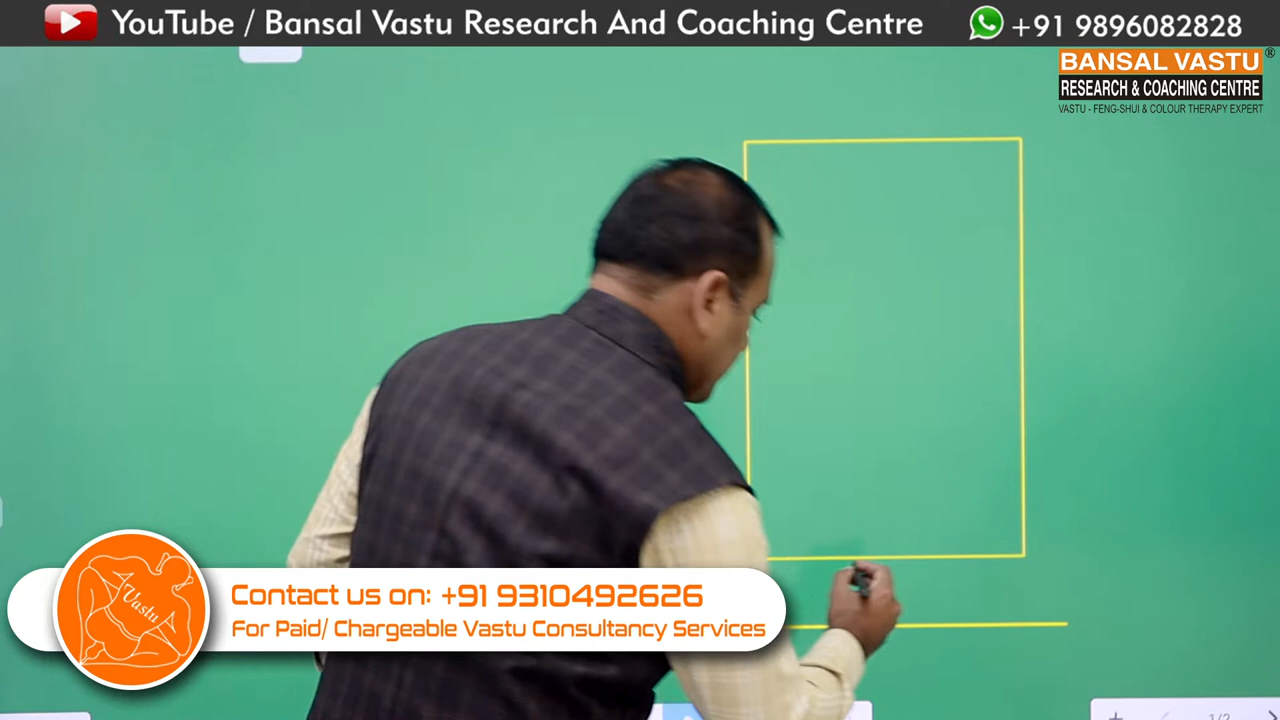 YouTube / Bansal Vastu Research And Coaching Centre
+91 9896082828
BANSAL VASTU ®
RESEARCH & COACHING CENTRE
VASTU - FENG-SHUI & COLOUR THERAPY EXPERT
Vastu
Contact us on: +91 9310492626
For Paid/ Chargeable Vastu Consultancy Services
1/2